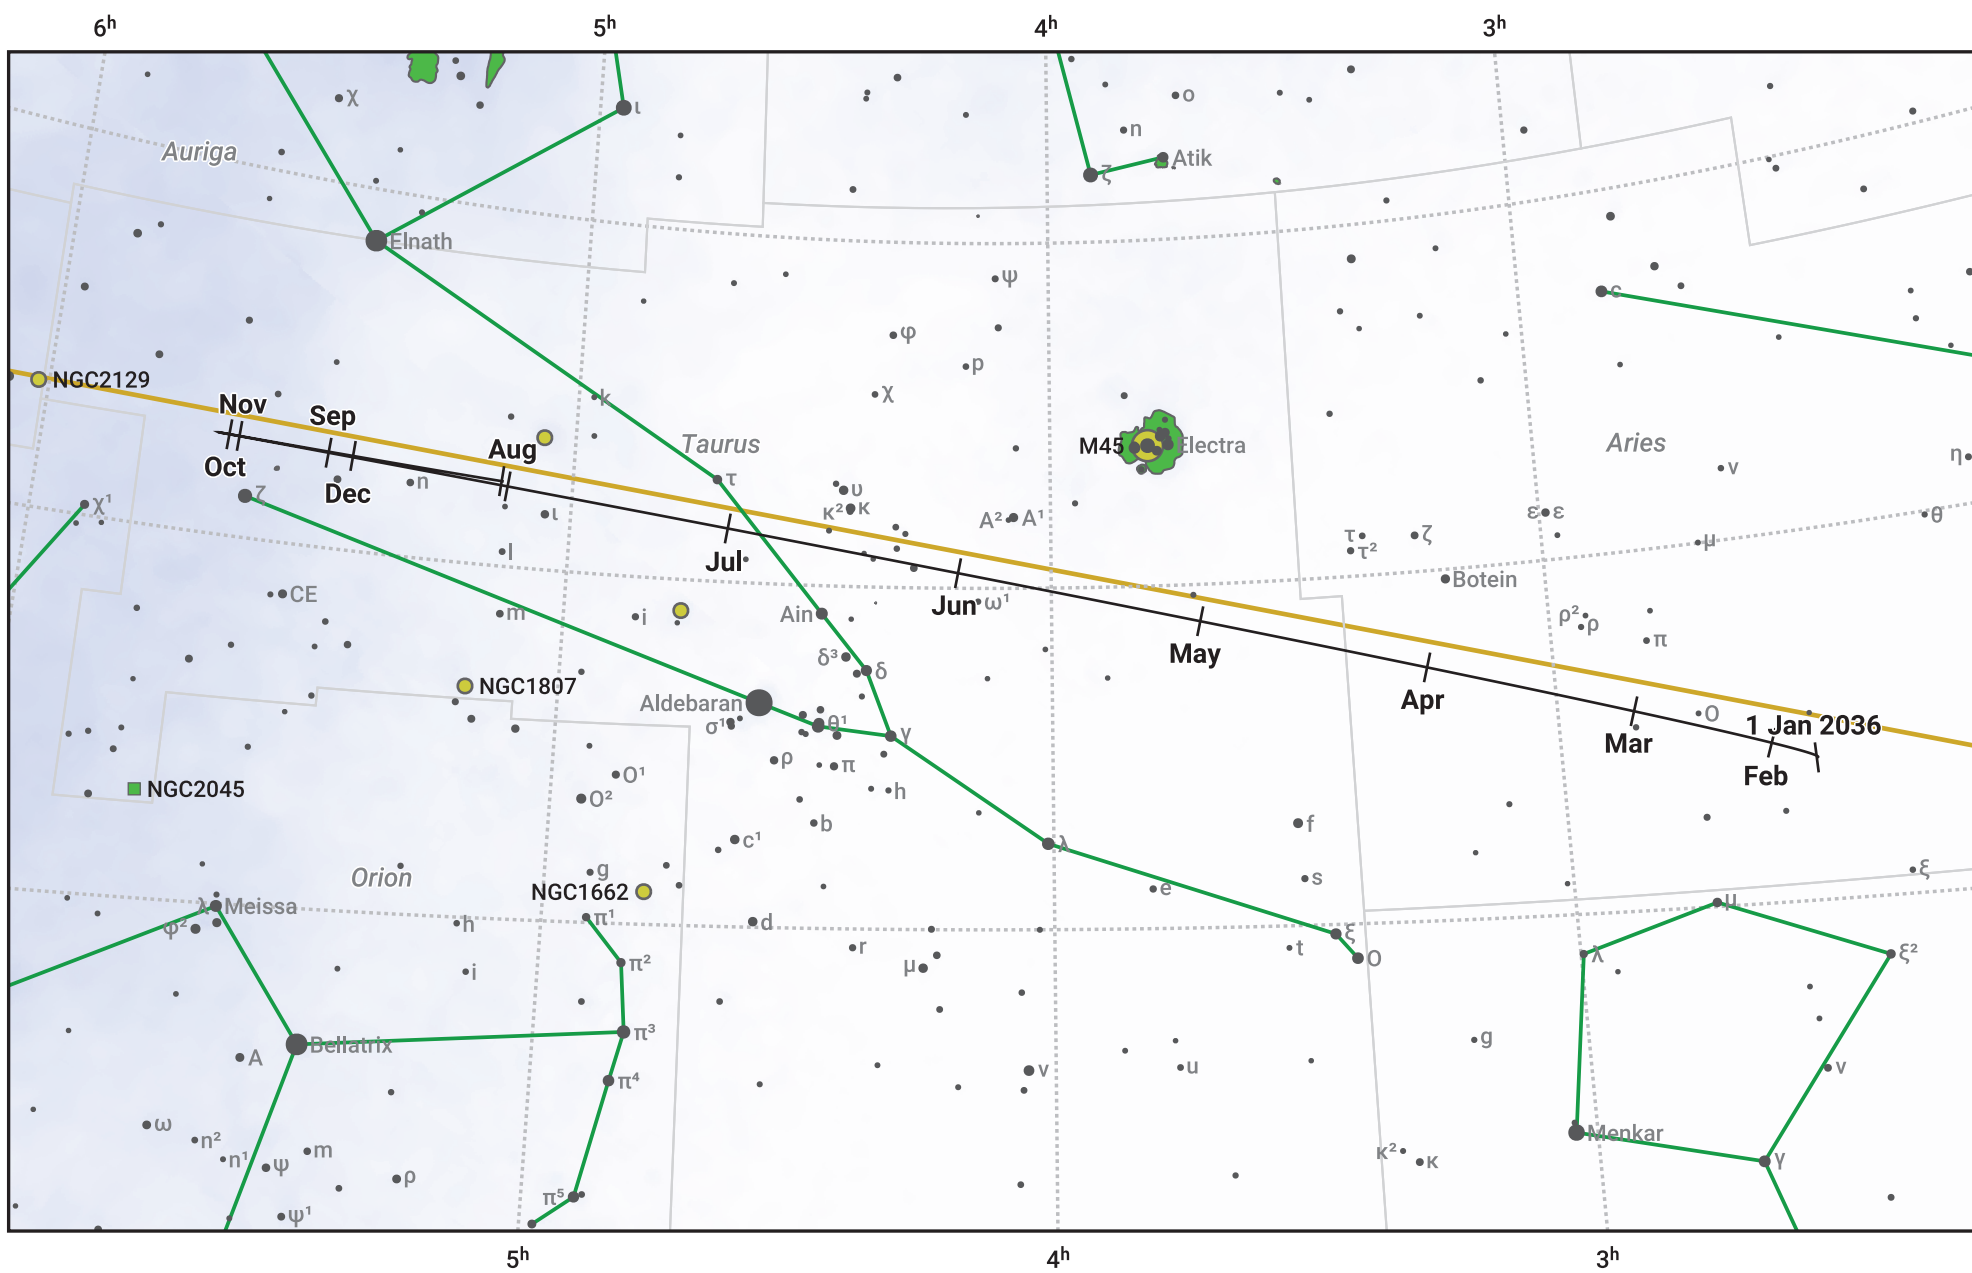 6ʰ 5ʰ 4ʰ 3ʰ
χ
ι
ο
n
Auriga
Atik
ζ
Elnath
ψ
c
φ
p
k
χ
NGC2129
Nov
Sep
Aug
Taurus
M45
Electra
Aries
η
Oct
Dec
n
τ
υ
κ² κ
ν
ζ
χ¹
ι
A² A¹
ε ε
θ
l
Jul
τ
τ²
ζ
μ
CE
m
i
Ain
Jun
ω¹
Botein
ρ² ρ
π
May
δ³
δ
NGC1807
Aldebaran
σ¹
θ¹
γ
Apr
Ο
1 Jan 2036
Mar
Feb
ρ
π
Ο¹
Ο²
h
NGC2045
b
c¹
f
λ
g
s
e
ξ
Orion
NGC1662
λ Meissa
φ²
h
π¹
d
μ
i
π²
r
μ
t
ξ
Ο
λ
ξ²
Bellatrix
A
π³
π⁴
ν
u
g
ν
ω
n²
n¹
ψ
m
ρ
ψ¹
π⁵
κ² κ
Menkar
γ
5ʰ 4ʰ 3ʰ